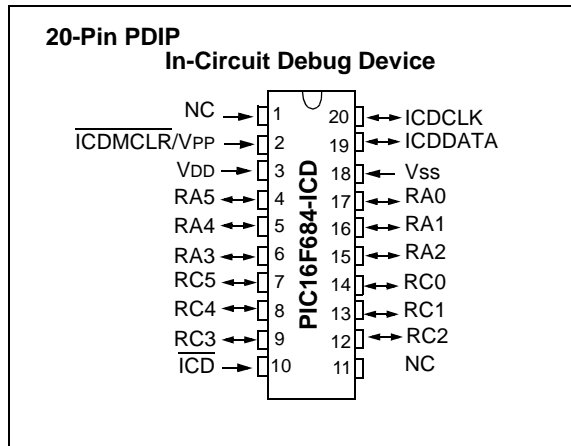 20-Pin PDIP
In-Circuit Debug Device
NC 1 20 ICDCLK
ICDMCLR/VPP 2 19 ICDDATA
VDD 3 18 Vss
RA5 4 17 RA0
RA4 5 16 RA1
RA3 6 15 RA2
RC5 7 14 RC0
RC4 8 13 RC1
RC3 9 12 RC2
ICD 10 11 NC
PIC16F684-ICD